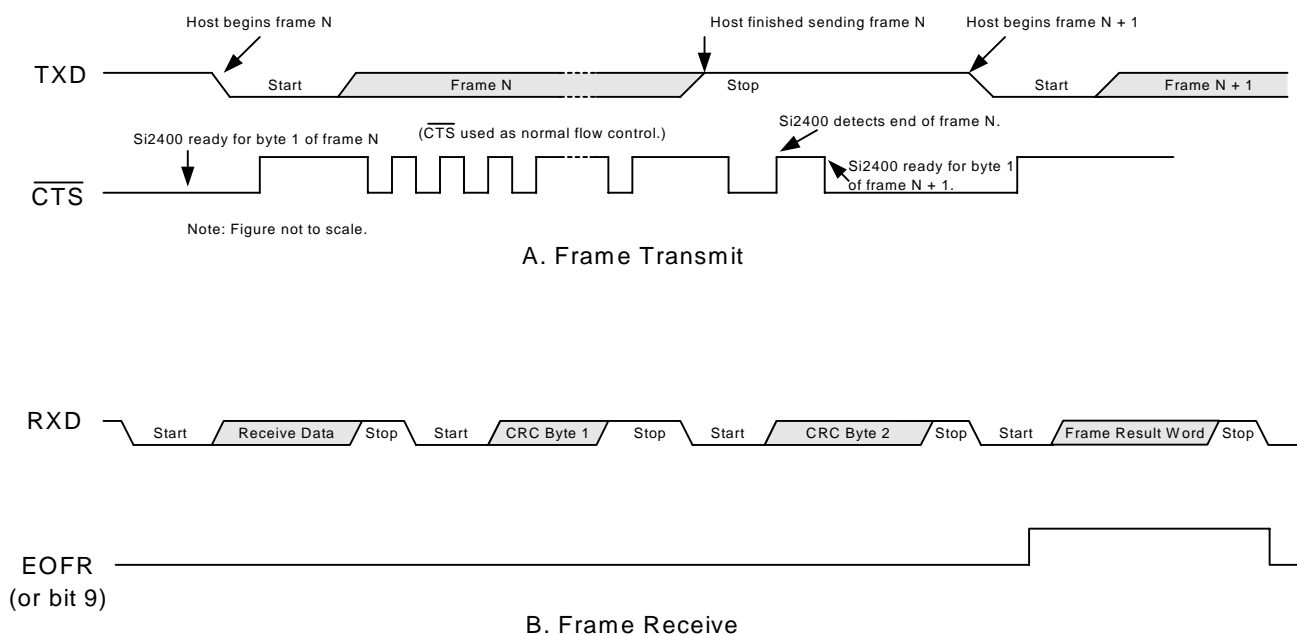 Host begins frame N
Host finished sending frame N
Host begins frame N + 1
TXD
Start
Frame N
Stop
Start
Frame N + 1
Si2400 ready for byte 1 of frame N
(CTS used as normal flow control.)
Si2400 detects end of frame N.
Si2400 ready for byte 1
of frame N + 1.
CTS
Note: Figure not to scale.
A. Frame Transmit
RXD
Start
Receive Data
Stop
Start
CRC Byte 1
Stop
Start
CRC Byte 2
Stop
Start
Frame Result Word
Stop
EOFR
(or bit 9)
B. Frame Receive